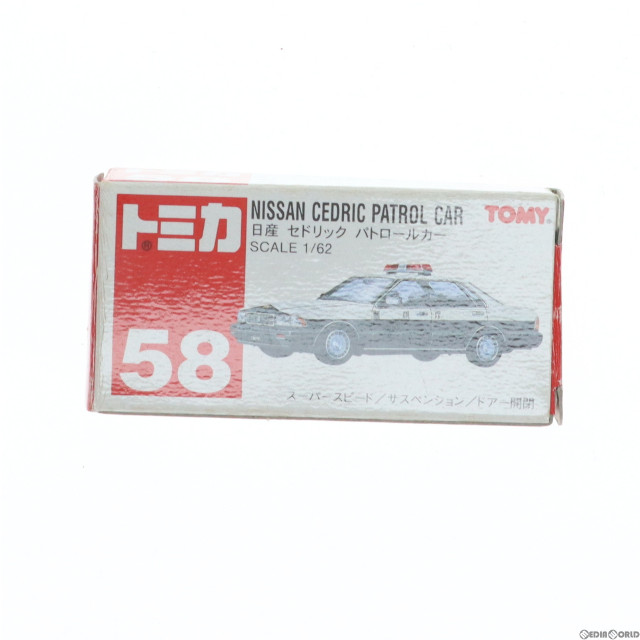 トミカ®
NISSAN CEDRIC PATROL CAR
TOMY
日産 セドリック パトロールカー
SCALE 1/62
58
スーパースピード/サスペンション/ドアー開閉
MEDIAWORLD